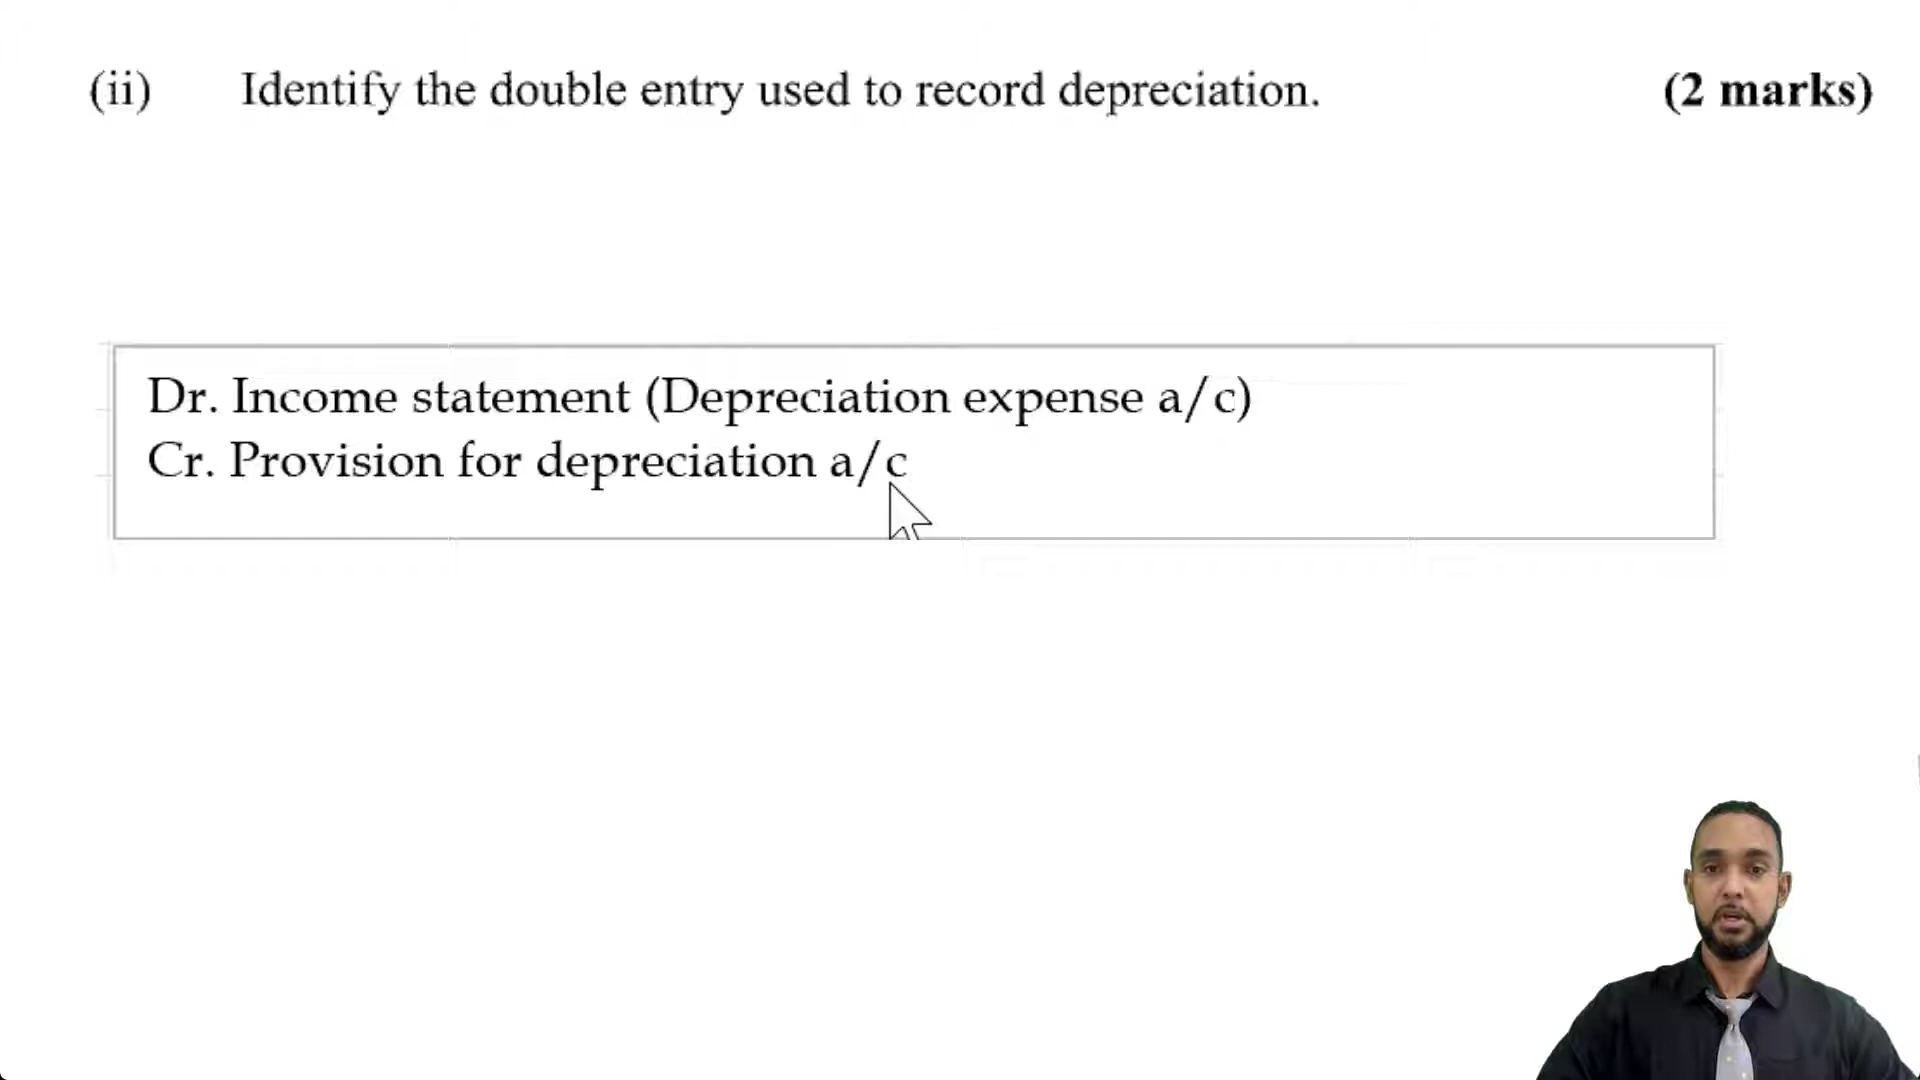 (ii) Identify the double entry used to record depreciation. (2 marks)
Dr. Income statement (Depreciation expense a/c)
Cr. Provision for depreciation a/c